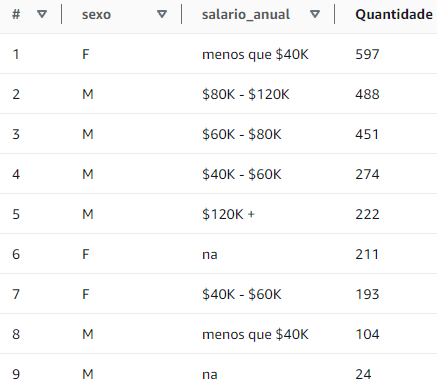 # sexo salario_anual Quantidade
1 F menos que $40K 597
2 M $80K - $120K 488
3 M $60K - $80K 451
4 M $40K - $60K 274
5 M $120K + 222
6 F na 211
7 F $40K - $60K 193
8 M menos que $40K 104
9 M na 24